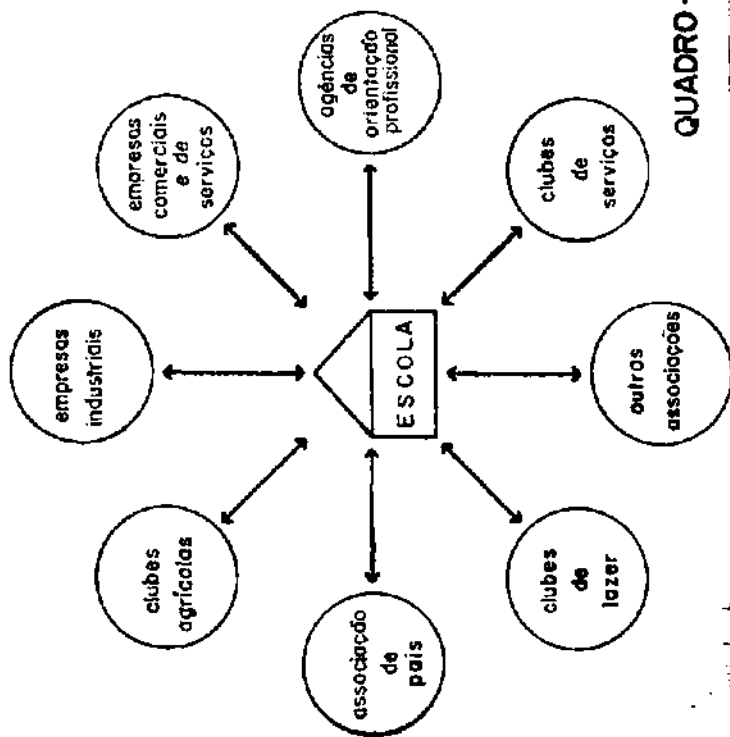 empresas
industriais
empresas
comerciais
e de
serviços
agências
de
orientação
profissional
clubes
agrícolas
ESCOLA
clubes
de
serviços
associação
de
pais
clubes
de
lazer
outras
associações
QUADRO